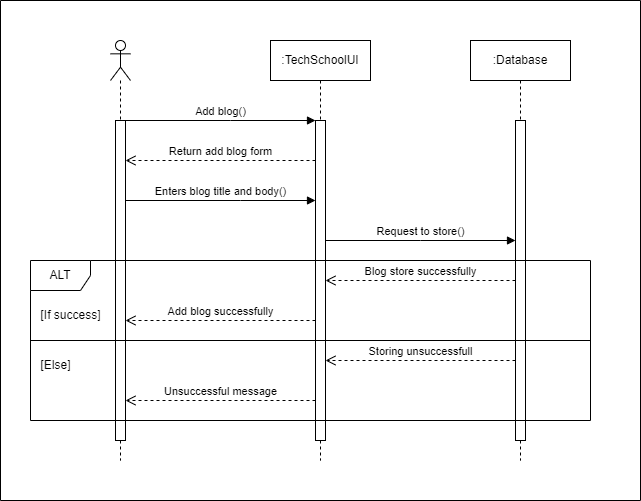 :TechSchoolUI
:Database
Add blog()
Return add blog form
Enters blog title and body()
Request to store()
ALT
Blog store successfully
[If success]
Add blog successfully
Storing unsuccessfull
[Else]
Unsuccessful message